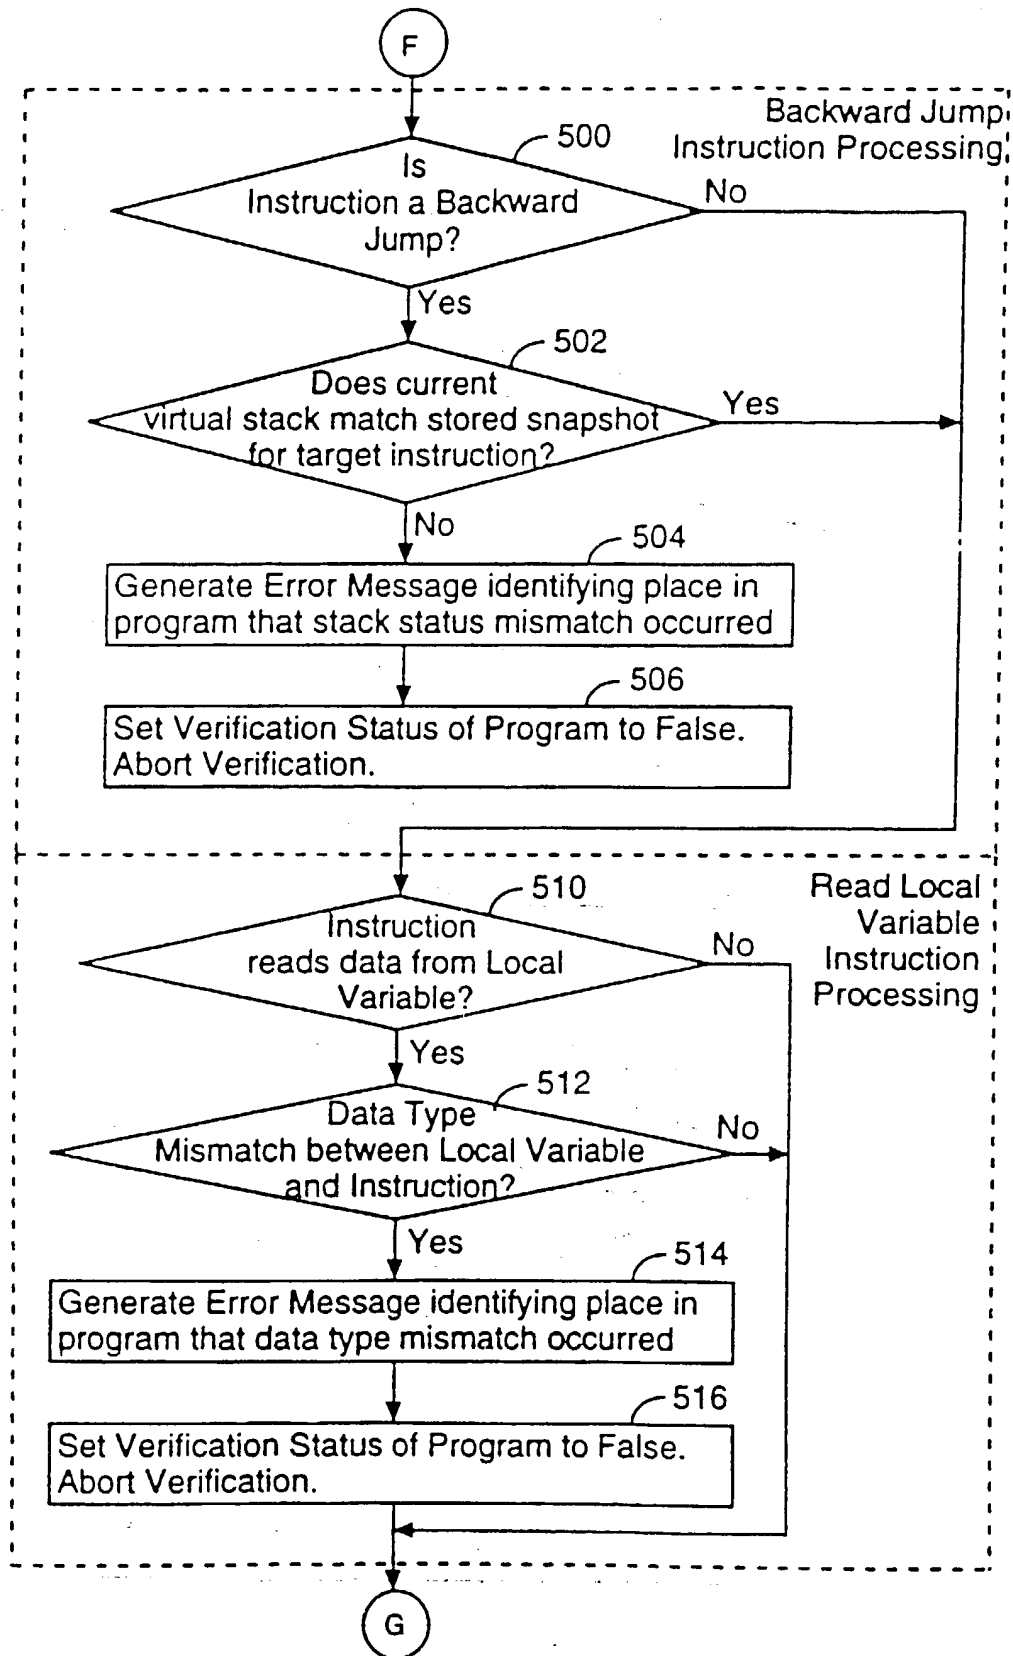 F
Backward Jump
Instruction Processing
500
Is
Instruction a Backward
Jump?
No
Yes
502
Does current
virtual stack match stored snapshot
for target instruction?
Yes
No
504
Generate Error Message identifying place in
program that stack status mismatch occurred
506
Set Verification Status of Program to False.
Abort Verification.
Read Local
Variable
Instruction
Processing
510
Instruction
reads data from Local
Variable?
No
Yes
512
Data Type
Mismatch between Local Variable
and Instruction?
No
Yes
514
Generate Error Message identifying place in
program that data type mismatch occurred
516
Set Verification Status of Program to False.
Abort Verification.
G